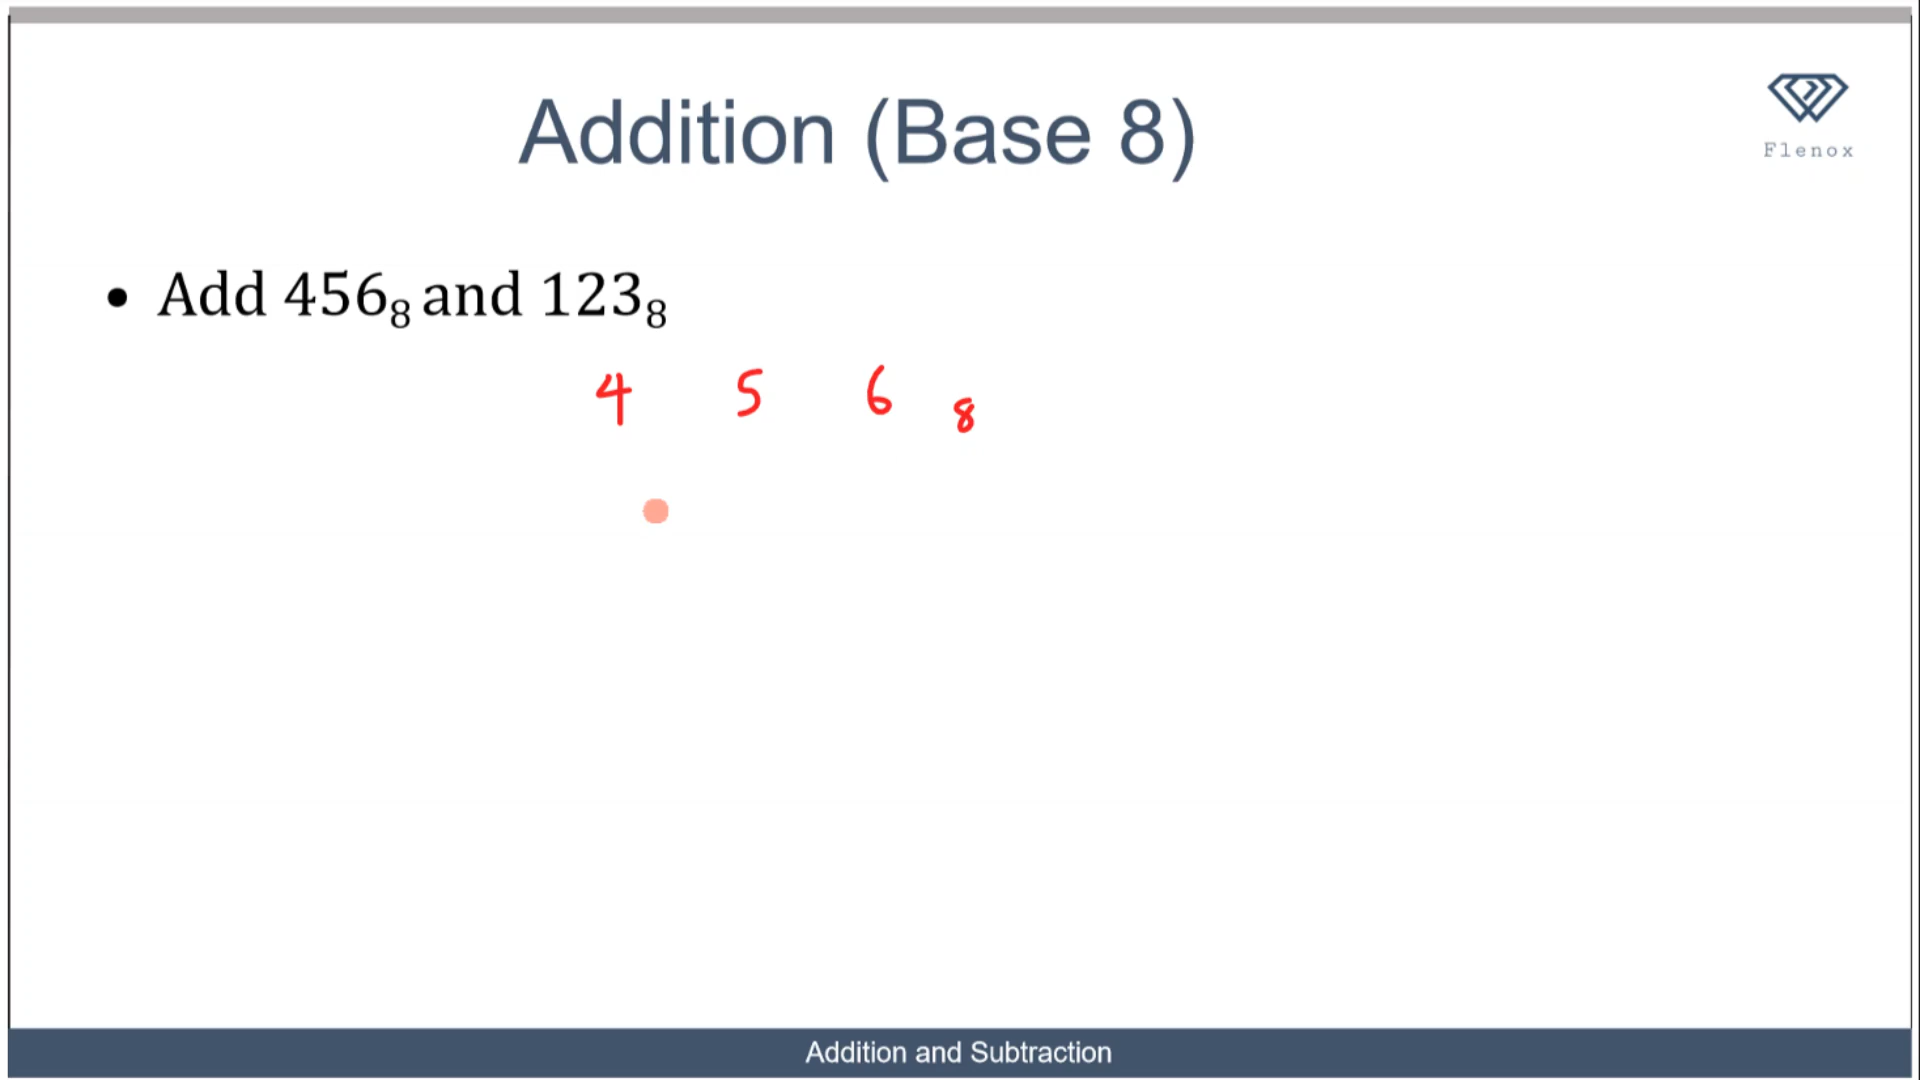 Addition (Base 8)
Flenox
• Add 456₈ and 123₈
4 5 6 ₈
Addition and Subtraction